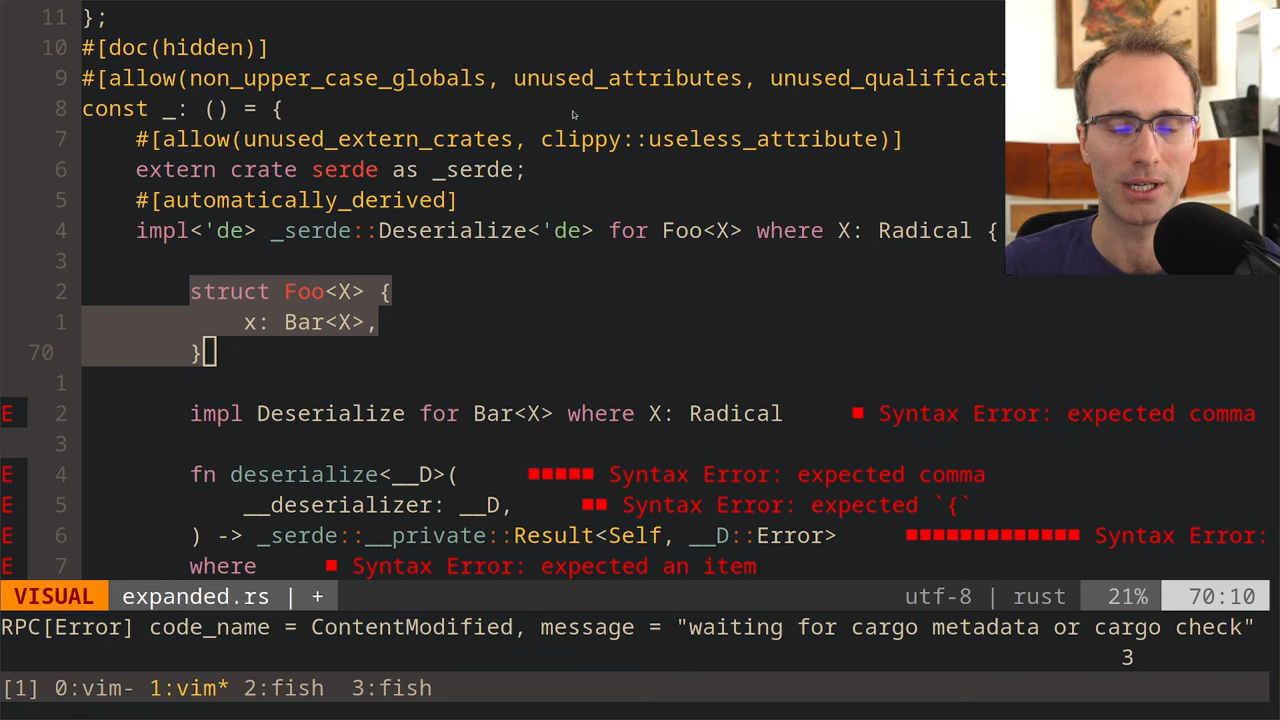 11 };
10 #[doc(hidden)]
9 #[allow(non_upper_case_globals, unused_attributes, unused_qualificati
8 const _: () = {
7 #[allow(unused_extern_crates, clippy::useless_attribute)]
6 extern crate serde as _serde;
5 #[automatically_derived]
4 impl<'de> _serde::Deserialize<'de> for Foo<X> where X: Radical {
3
2 struct Foo<X> {
1 x: Bar<X>,
70 }
1
E 2 impl Deserialize for Bar<X> where X: Radical ■ Syntax Error: expected comma
3
E 4 fn deserialize<__D>( ■■■■■ Syntax Error: expected comma
E 5 __deserializer: __D, ■■ Syntax Error: expected `{`
E 6 ) -> _serde::__private::Result<Self, __D::Error> ■■■■■■■■■■■■■ Syntax Error:
E 7 where ■ Syntax Error: expected an item
VISUAL expanded.rs | + utf-8 | rust 21% 70:10
RPC[Error] code_name = ContentModified, message = "waiting for cargo metadata or cargo check"
3
[1] 0:vim- 1:vim* 2:fish 3:fish